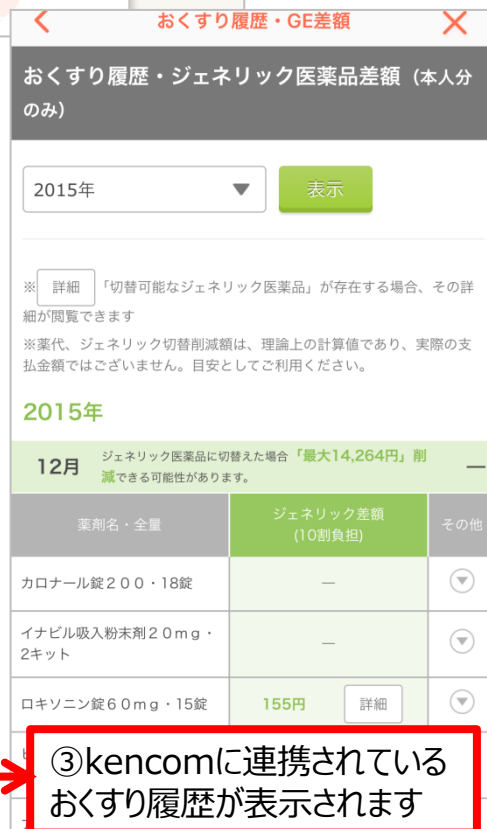 おくすり履歴・GE差額
おくすり履歴・ジェネリック医薬品差額（本人分
のみ）
2015年
表示
※ 詳細 「切替可能なジェネリック医薬品」が存在する場合、その詳
細が閲覧できます
※薬代、ジェネリック切替削減額は、理論上の計算値であり、実際の支
払金額ではございません。目安としてご利用ください。
2015年
12月
ジェネリック医薬品に切替えた場合「最大14,264円」削
減できる可能性があります。
薬剤名・全量
ジェネリック差額
(10割負担)
その他
カロナール錠２００・18錠
—
イナビル吸入粉末剤２０ｍｇ・
2キット
—
ロキソニン錠６０ｍｇ・15錠
155円
詳細
③kencomに連携されている
おくすり履歴が表示されます